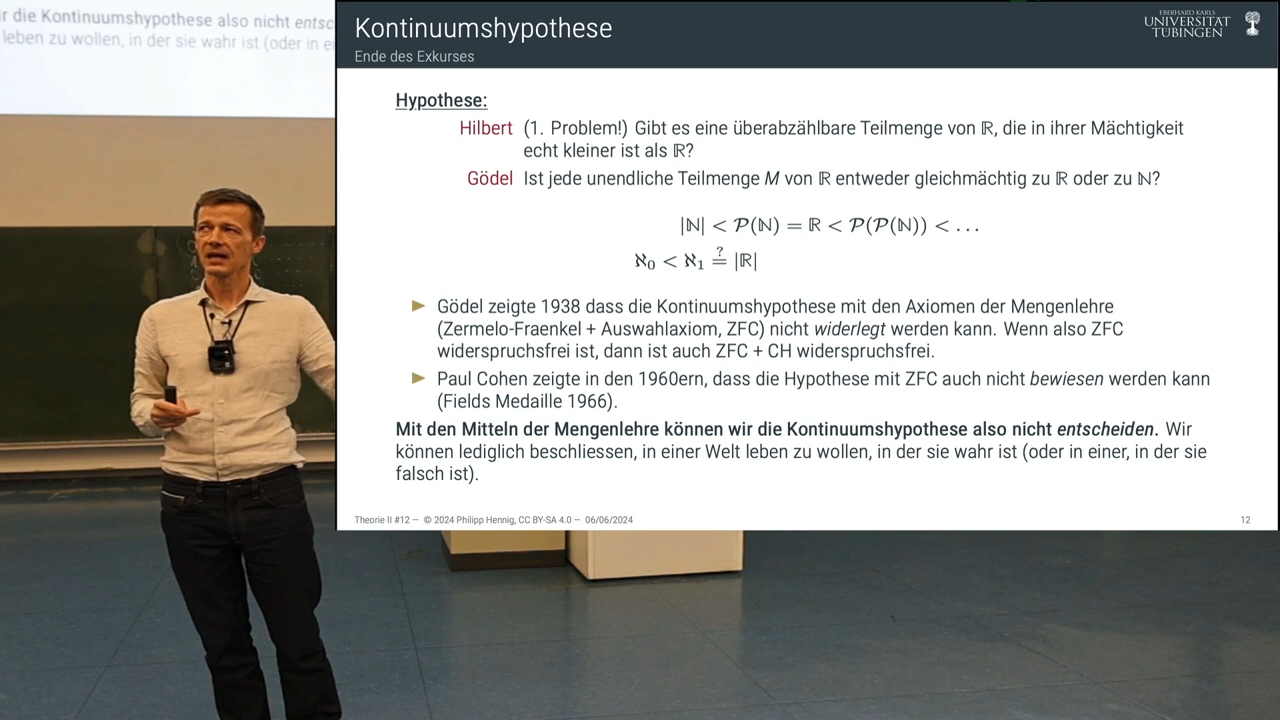 r die Kontinuumshypothese also nicht entsc
leben zu wollen, in der sie wahr ist (oder in ei
Kontinuumshypothese
Ende des Exkurses
EBERHARD KARLS
UNIVERSITÄT
TÜBINGEN
Hypothese:
Hilbert (1. Problem!) Gibt es eine überabzählbare Teilmenge von ℝ, die in ihrer Mächtigkeit
echt kleiner ist als ℝ?
Gödel Ist jede unendliche Teilmenge M von ℝ entweder gleichmächtig zu ℝ oder zu ℕ?
|ℕ| < 𝒫(ℕ) = ℝ < 𝒫(𝒫(ℕ)) < …
ℵ₀ < ℵ₁ ≟ |ℝ|
► Gödel zeigte 1938 dass die Kontinuumshypothese mit den Axiomen der Mengenlehre
(Zermelo-Fraenkel + Auswahlaxiom, ZFC) nicht widerlegt werden kann. Wenn also ZFC
widerspruchsfrei ist, dann ist auch ZFC + CH widerspruchsfrei.
► Paul Cohen zeigte in den 1960ern, dass die Hypothese mit ZFC auch nicht bewiesen werden kann
(Fields Medaille 1966).
Mit den Mitteln der Mengenlehre können wir die Kontinuumshypothese also nicht entscheiden. Wir
können lediglich beschliessen, in einer Welt leben zu wollen, in der sie wahr ist (oder in einer, in der sie
falsch ist).
Theorie II #12 — © 2024 Philipp Hennig, CC BY-SA 4.0 — 06/06/2024
12